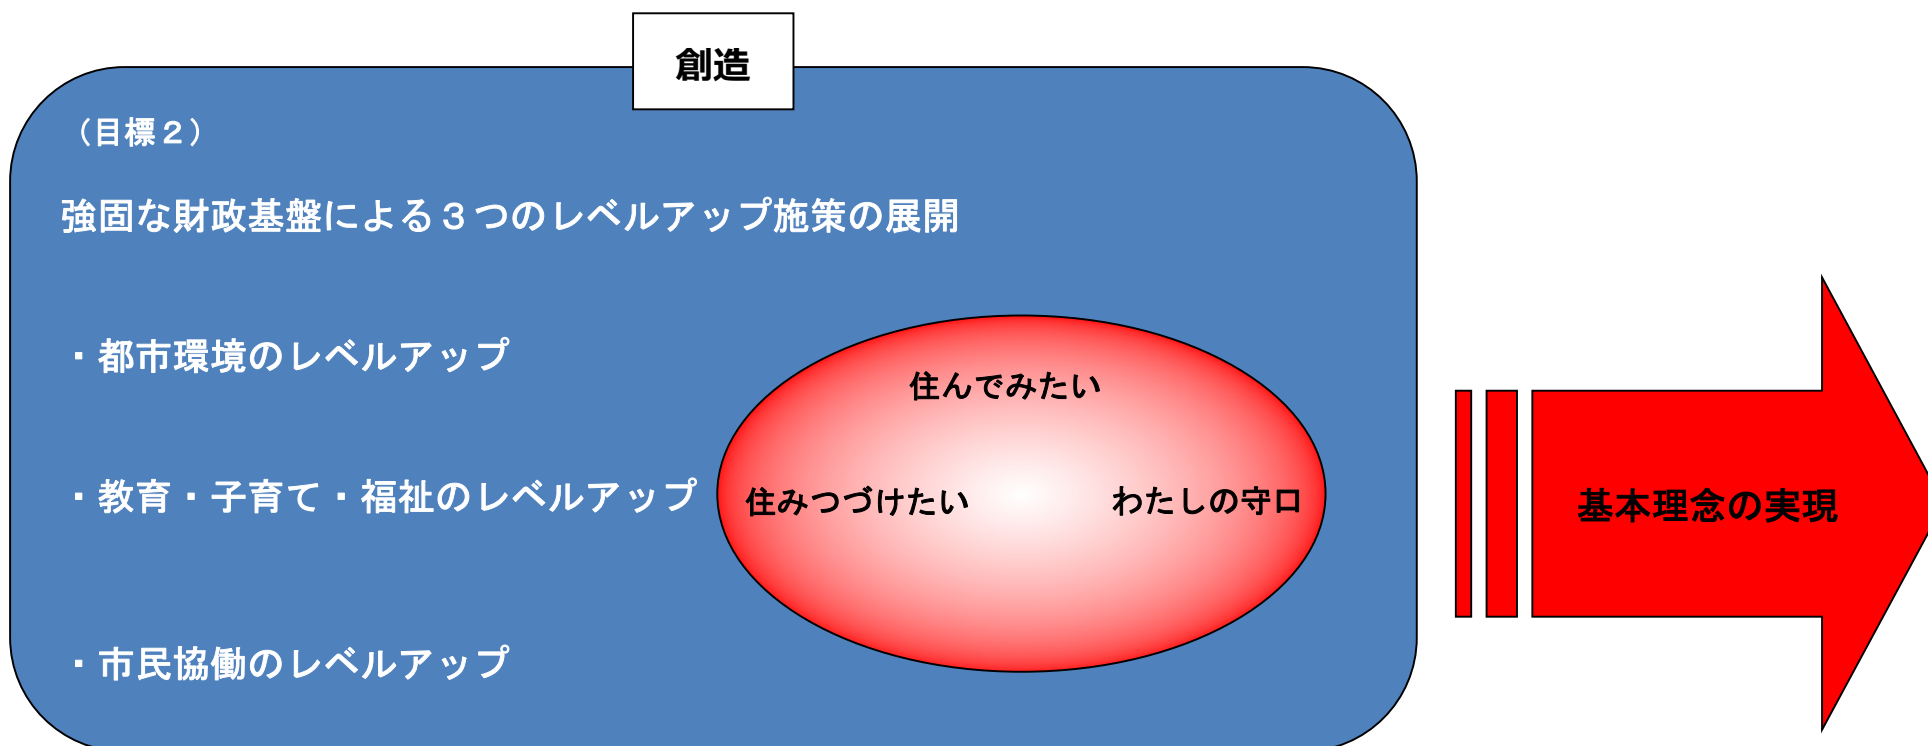 創造
（目標２）
強固な財政基盤による３つのレベルアップ施策の展開
・都市環境のレベルアップ
・教育・子育て・福祉のレベルアップ
・市民協働のレベルアップ
住んでみたい
住みつづけたい
わたしの守口
基本理念の実現